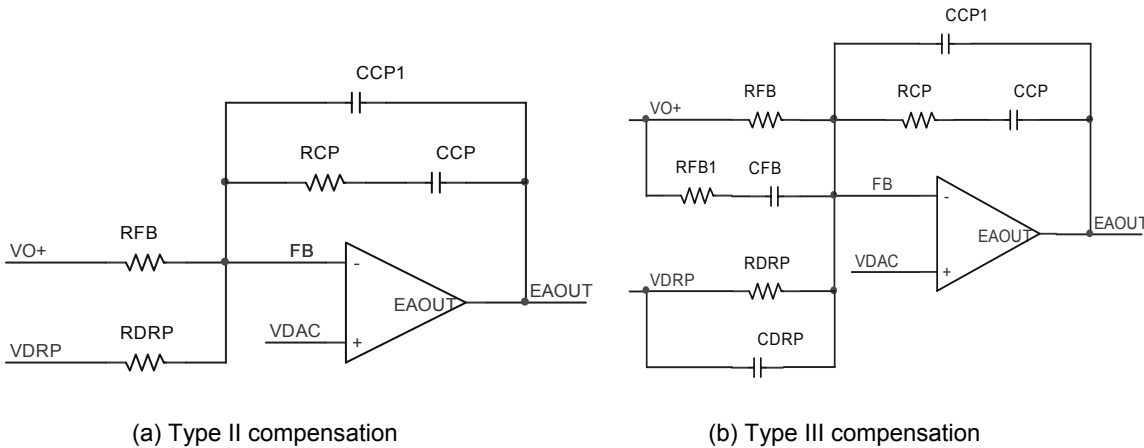 CCP1
RCP
CCP
RFB
VO+
FB
-
EAOUT
EAOUT
RDRP
VDAC
+
VDRP
(a) Type II compensation
CCP1
VO+
RFB
RCP
CCP
RFB1
CFB
FB
-
EAOUT
EAOUT
VDRP
RDRP
VDAC
+
CDRP
(b) Type III compensation